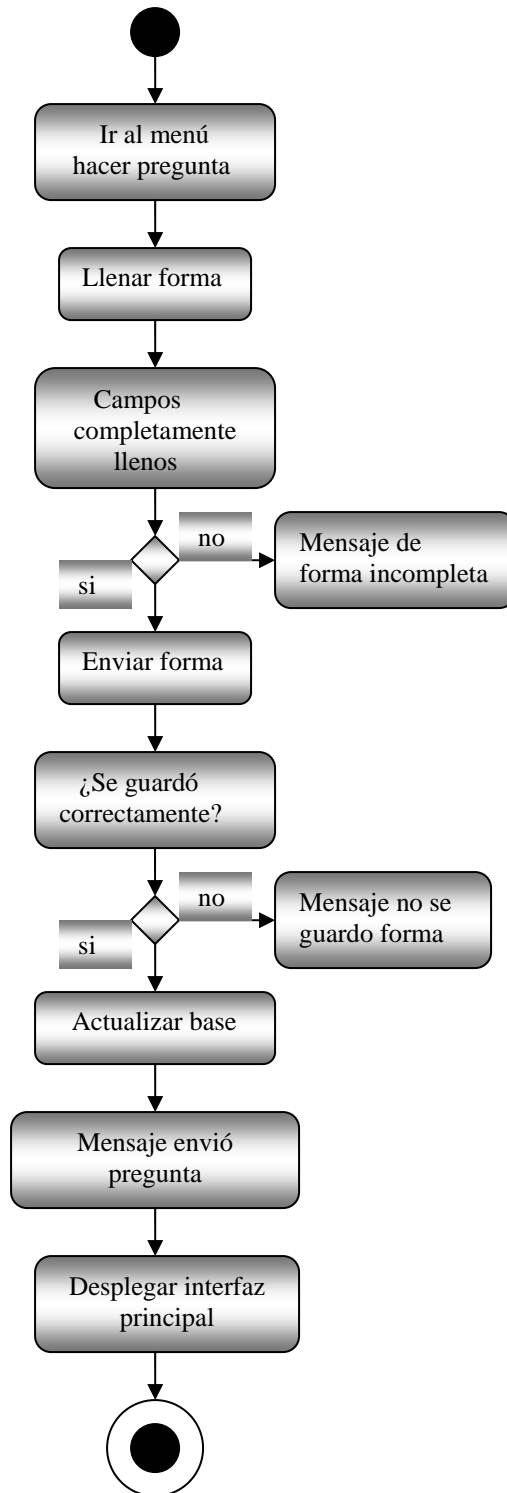 Ir al menú
hacer pregunta
Llenar forma
Campos
completamente
llenos
no
Mensaje de
forma incompleta
si
Enviar forma
¿Se guardó
correctamente?
no
Mensaje no se
guardo forma
si
Actualizar base
Mensaje envió
pregunta
Desplegar interfaz
principal